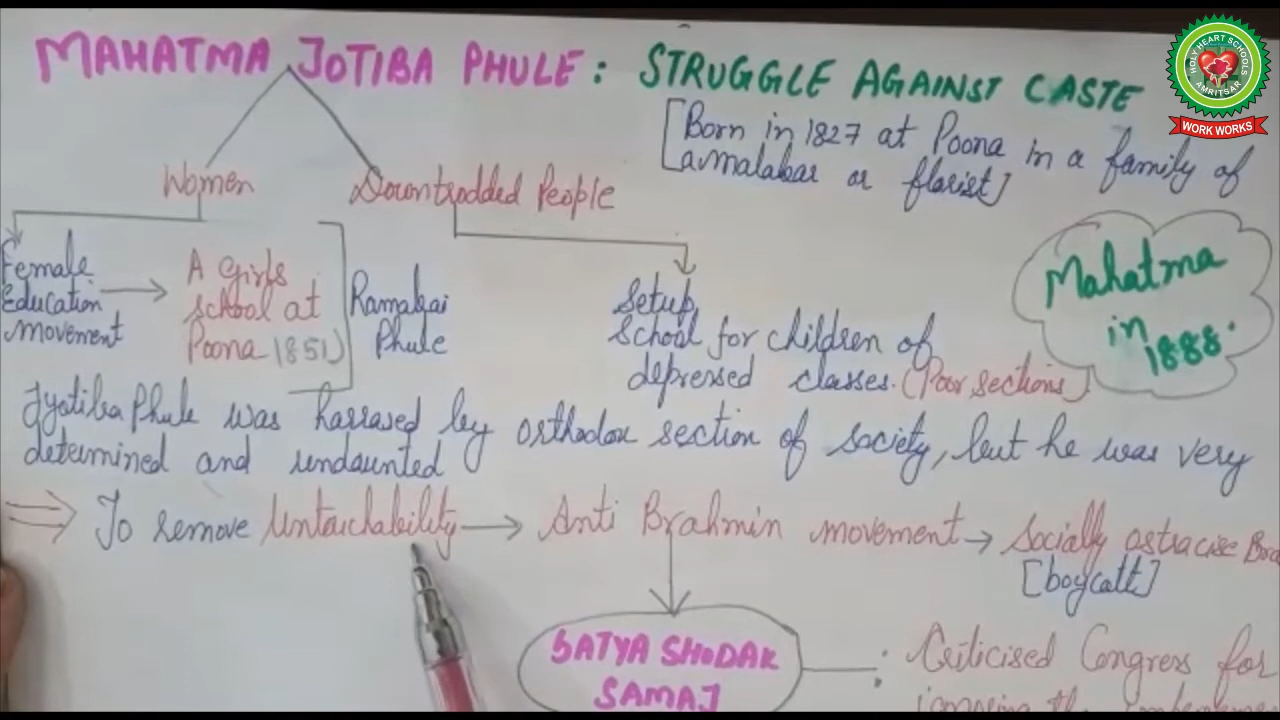 MAHATMA JOTIBA PHULE : STRUGGLE AGAINST CASTE
[Born in 1827 at Poona in a family of
amalabar or florist]
HOLY HEART SCHOOLS
AMRITSAR
WORK WORKS
Women
Downtrodded People
Female
Education
movement
A Girls
school at
Poona 1851)
Ramabai
Phule
Setup
School for children of
depressed classes. (Poor sections)
Mahatma
in
1888.
Jyotiba Phule was harrased by orthodox section of society, but he was very
determined and undaunted
To remove Untouchability → Anti Brahmin movement → Socially ostracise
[boycott]
SATYA SHODAK
SAMAJ
: Criticised Congress for
ignoring the